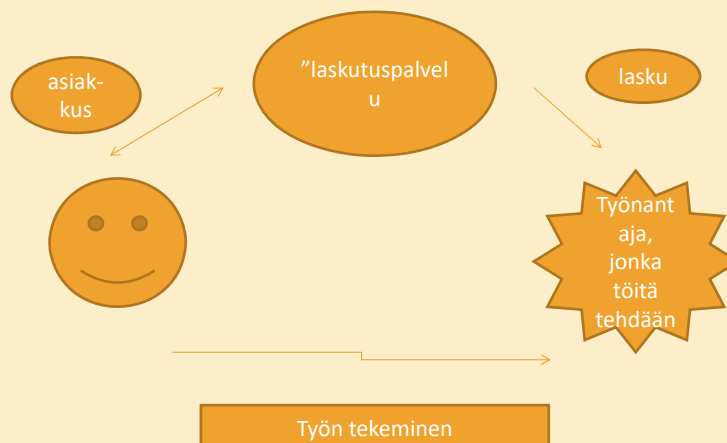 asiak-
kus
”laskutuspalvel
u
lasku
Työnant
aja,
jonka
töitä
tehdään
Työn tekeminen